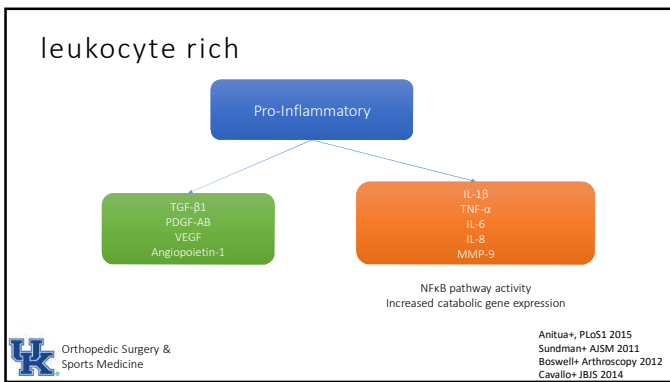 leukocyte rich
Pro-Inflammatory
TGF-β1
PDGF-AB
VEGF
Angiopoietin-1
IL-1β
TNF-α
IL-6
IL-8
MMP-9
NFκB pathway activity
Increased catabolic gene expression
UK
Orthopedic Surgery &
Sports Medicine
Anitua+, PLoS1 2015
Sundman+ AJSM 2011
Boswell+ Arthroscopy 2012
Cavallo+ JBJS 2014